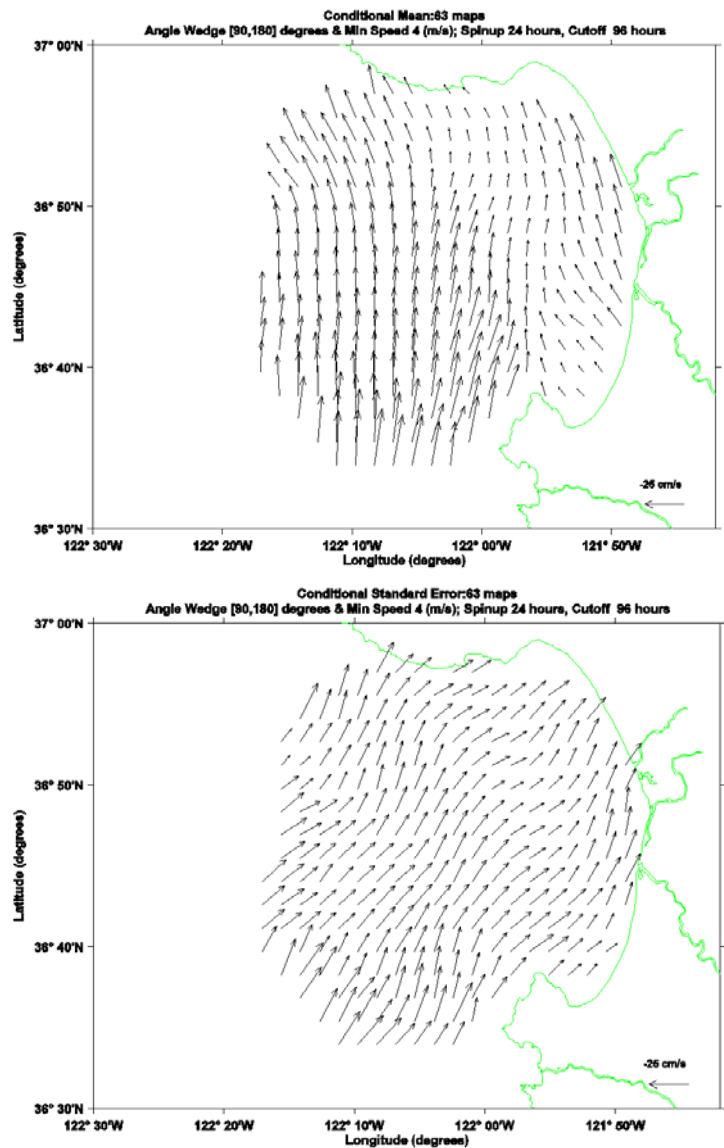 Conditional Mean:63 maps
Angle Wedge [90,180] degrees & Min Speed 4 (m/s); Spinup 24 hours, Cutoff 96 hours
37° 00'N
36° 50'N
36° 40'N
36° 30'N
Latitude (degrees)
-25 cm/s
122° 30'W 122° 20'W 122° 10'W 122° 00'W 121° 50'W
Longitude (degrees)
Conditional Standard Error:63 maps
Angle Wedge [90,180] degrees & Min Speed 4 (m/s); Spinup 24 hours, Cutoff 96 hours
37° 00'N
36° 50'N
36° 40'N
36° 30'N
Latitude (degrees)
-25 cm/s
122° 30'W 122° 20'W 122° 10'W 122° 00'W 121° 50'W
Longitude (degrees)